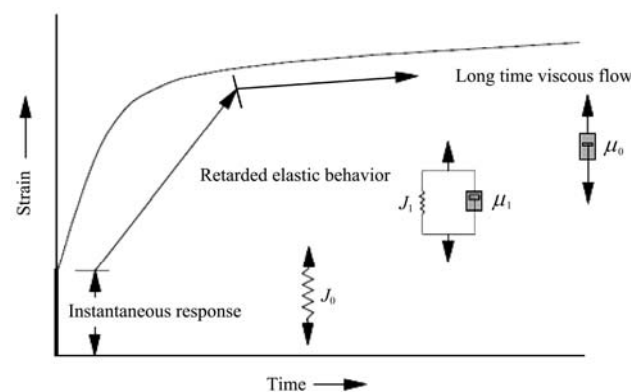 Long time viscous flow
μ₀
Retarded elastic behavior
J₁
μ₁
Strain
Instantaneous response
J₀
Time